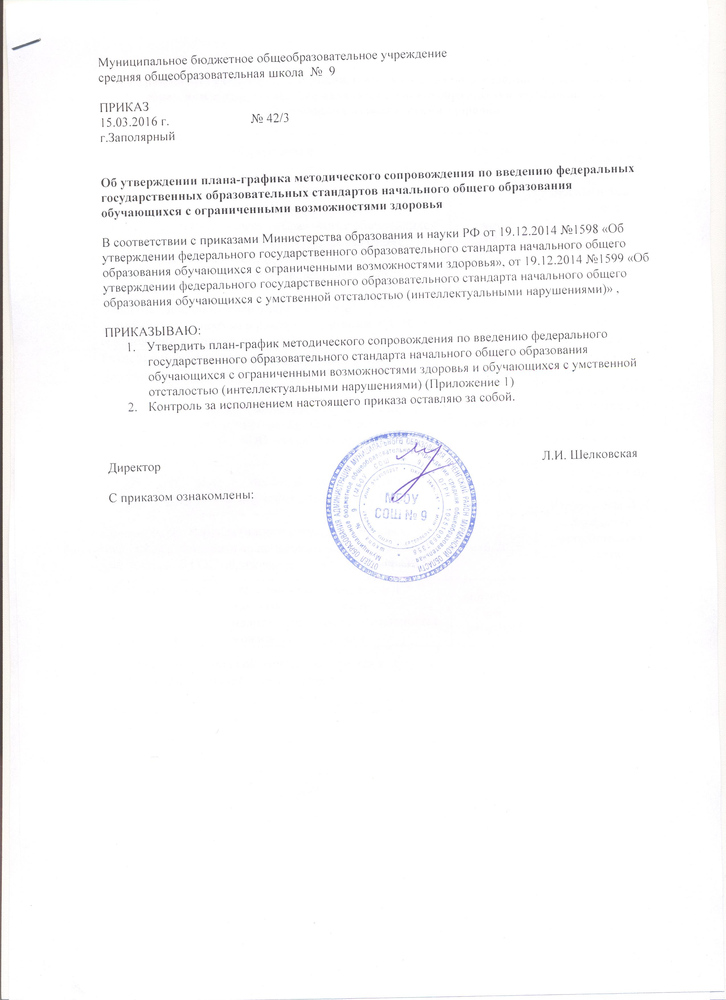 Муниципальное бюджетное общеобразовательное учреждение
средняя общеобразовательная школа № 9
ПРИКАЗ
15.03.2016 г. № 42/3
г.Заполярный
Об утверждении плана-графика методического сопровождения по введению федеральных
государственных образовательных стандартов начального общего образования
обучающихся с ограниченными возможностями здоровья
В соответствии с приказами Министерства образования и науки РФ от 19.12.2014 №1598 «Об
утверждении федерального государственного образовательного стандарта начального общего
образования обучающихся с ограниченными возможностями здоровья», от 19.12.2014 №1599 «Об
утверждении федерального государственного образовательного стандарта начального общего
образования обучающихся с умственной отсталостью (интеллектуальными нарушениями)» ,
ПРИКАЗЫВАЮ:
1. Утвердить план-график методического сопровождения по введению федерального
государственного образовательного стандарта начального общего образования
обучающихся с ограниченными возможностями здоровья и обучающихся с умственной
отсталостью (интеллектуальными нарушениями) (Приложение 1)
2. Контроль за исполнением настоящего приказа оставляю за собой.
Директор Л.И. Шелковская
С приказом ознакомлены:
ОТДЕЛ ОБРАЗОВАНИЯ АДМИНИСТРАЦИИ МУНИЦИПАЛЬНОГО ОБРАЗОВАНИЯ ПЕЧЕНГСКИЙ РАЙОН МУРМАНСКОЙ ОБЛАСТИ
Муниципальное бюджетное общеобразовательное учреждение средняя общеобразовательная
школа № 9 (МБОУ СОШ № 9) * ОГРН 1025100687358 *
МБОУ
СОШ № 9